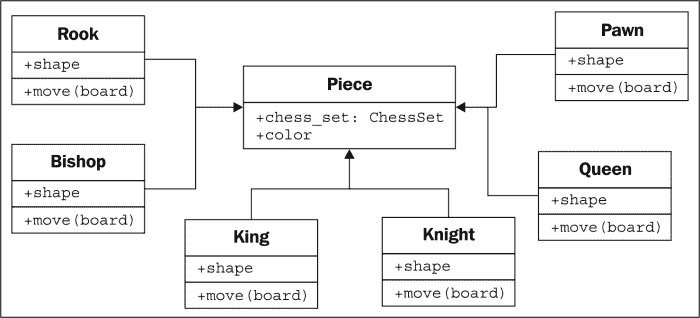 Rook
+shape
+move(board)
Pawn
+shape
+move(board)
Piece
+chess_set: ChessSet
+color
Bishop
+shape
+move(board)
Queen
+shape
+move(board)
King
+shape
+move(board)
Knight
+shape
+move(board)